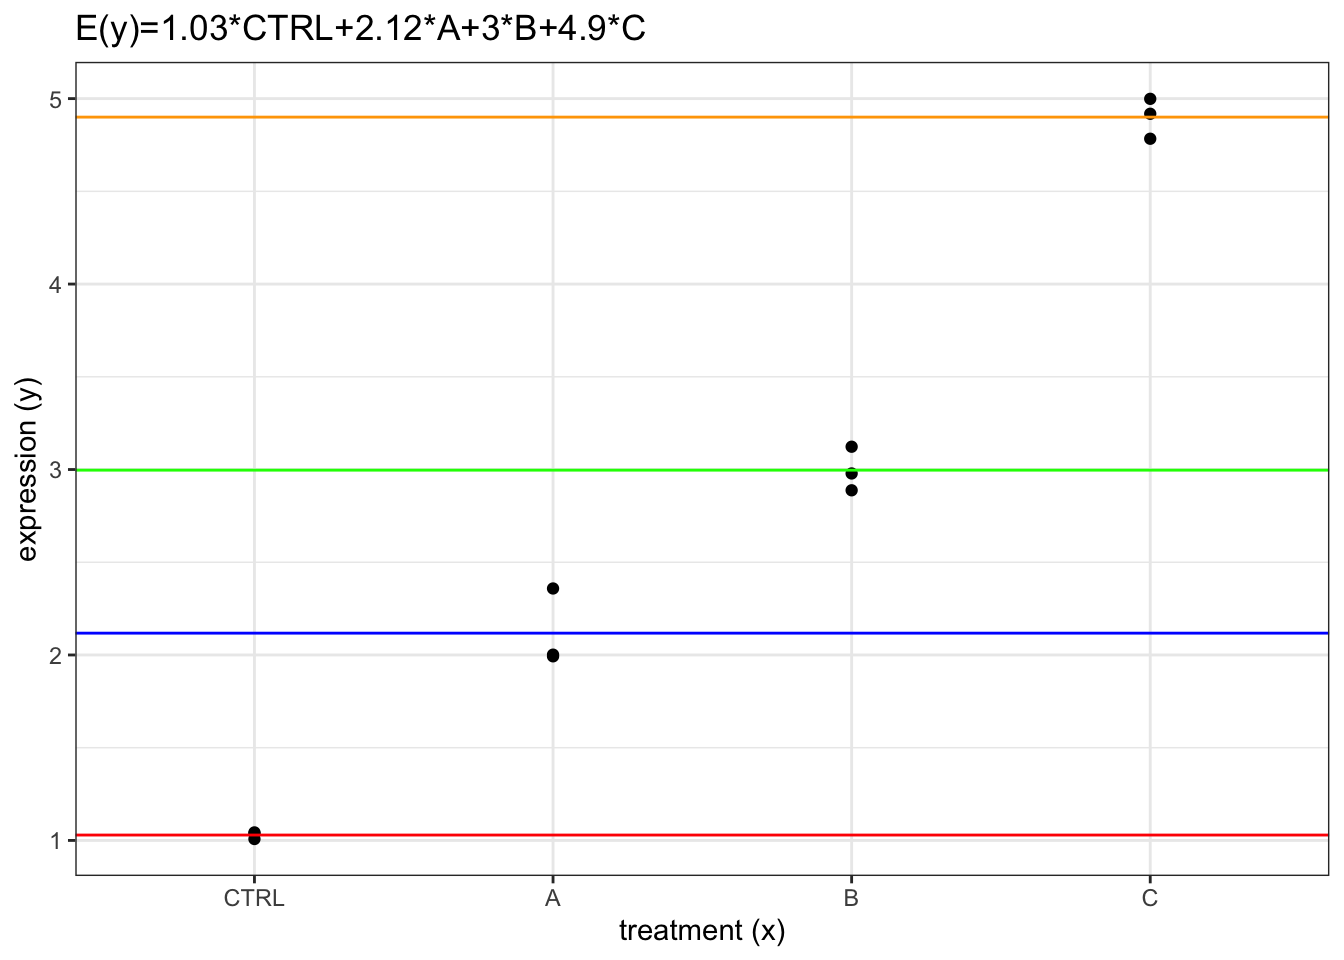 E(y)=1.03*CTRL+2.12*A+3*B+4.9*C
5
4
3
2
1
expression (y)
CTRL A B C
treatment (x)